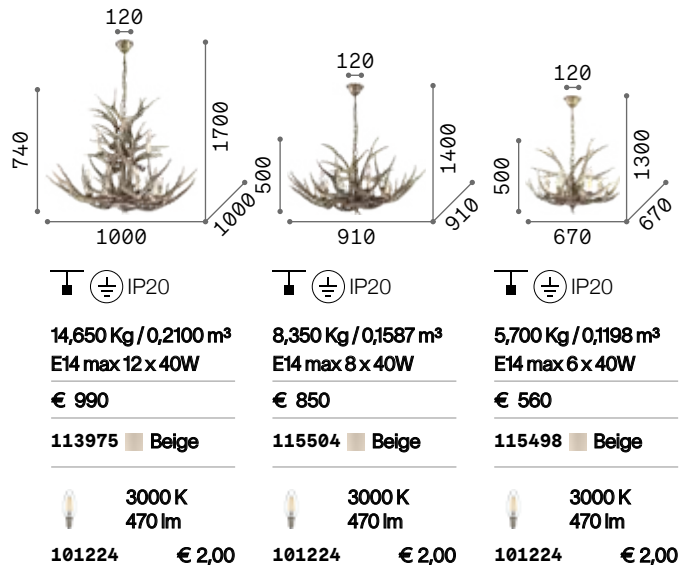 120
740
1700
1000
1000
IP20
14,650 Kg / 0,2100 m³
E14 max 12 x 40W
€ 990
113975 Beige
3000 K
470 lm
101224 € 2,00
120
500
1400
910
910
IP20
8,350 Kg / 0,1587 m³
E14 max 8 x 40W
€ 850
115504 Beige
3000 K
470 lm
101224 € 2,00
120
500
1300
670
670
IP20
5,700 Kg / 0,1198 m³
E14 max 6 x 40W
€ 560
115498 Beige
3000 K
470 lm
101224 € 2,00